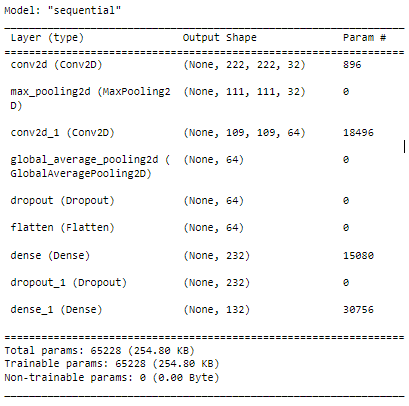 Model: "sequential"
_________________________________________________________________
Layer (type) Output Shape Param #
=================================================================
conv2d (Conv2D) (None, 222, 222, 32) 896
max_pooling2d (MaxPooling2 (None, 111, 111, 32) 0
D)
conv2d_1 (Conv2D) (None, 109, 109, 64) 18496
global_average_pooling2d ( (None, 64) 0
GlobalAveragePooling2D)
dropout (Dropout) (None, 64) 0
flatten (Flatten) (None, 64) 0
dense (Dense) (None, 232) 15080
dropout_1 (Dropout) (None, 232) 0
dense_1 (Dense) (None, 132) 30756
=================================================================
Total params: 65228 (254.80 KB)
Trainable params: 65228 (254.80 KB)
Non-trainable params: 0 (0.00 Byte)
_________________________________________________________________